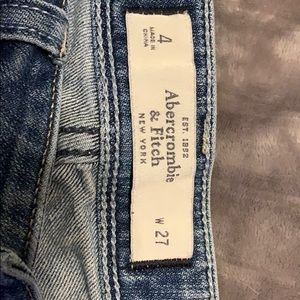 4
MADE IN
CHINA
EST. 1892
Abercrombie
& Fitch
NEW YORK
W 27